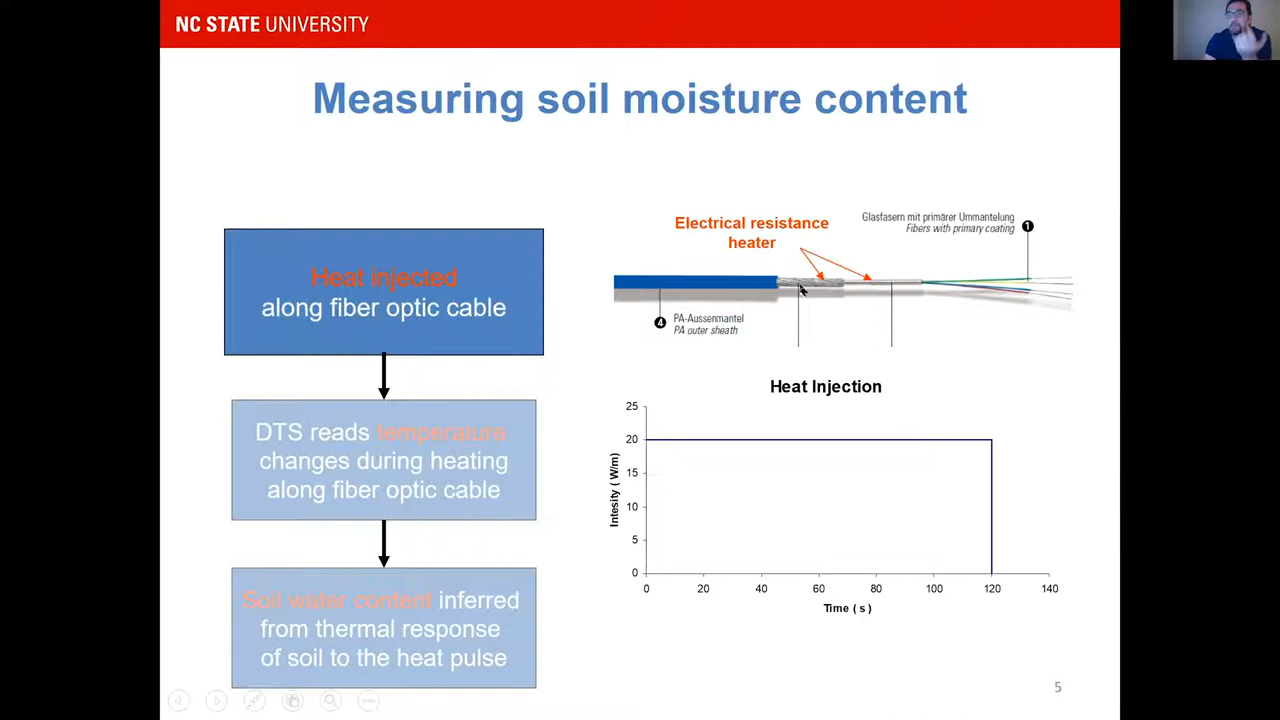 NC STATE UNIVERSITY
Measuring soil moisture content
Heat injected
along fiber optic cable
DTS reads temperature
changes during heating
along fiber optic cable
Soil water content inferred
from thermal response
of soil to the heat pulse
Electrical resistance
heater
Glasfasern mit primärer Ummantelung
Fibers with primary coating
1
4
PA-Aussenmantel
PA outer sheath
Heat Injection
25
20
15
10
5
0
Intesity ( W/m)
0 20 40 60 80 100 120 140
Time ( s )
5